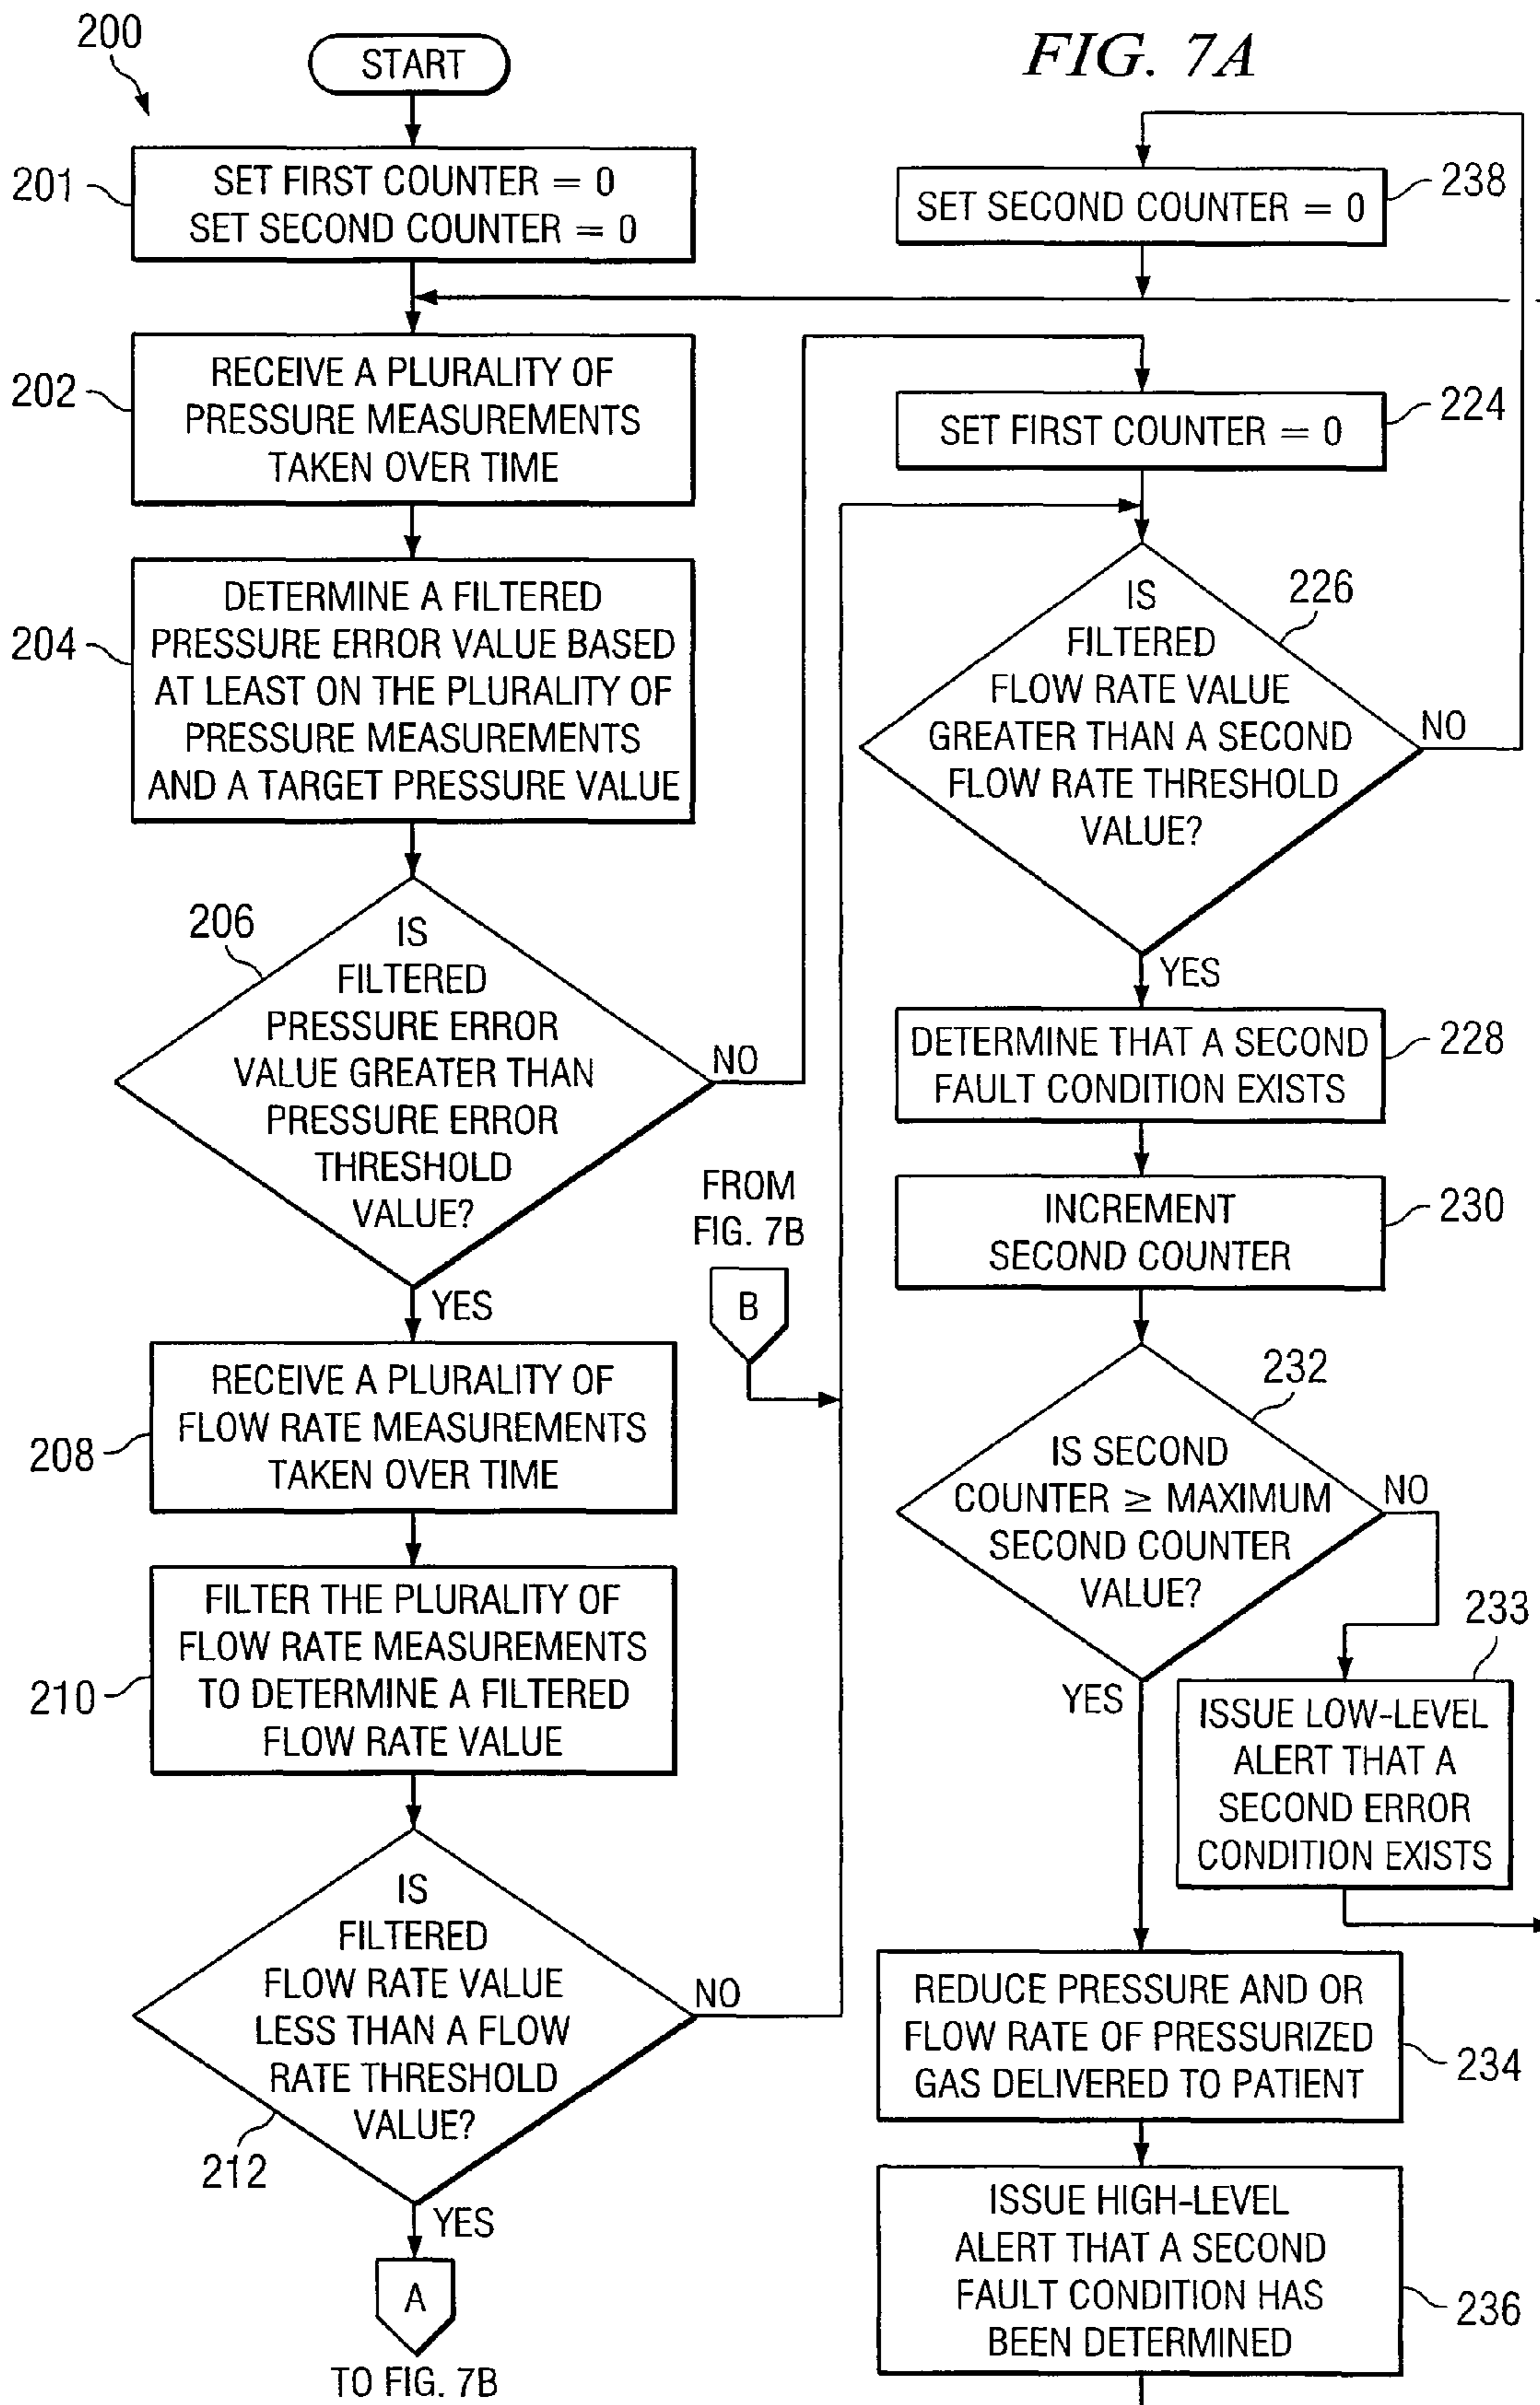 FIG. 7A
200
START
201
SET FIRST COUNTER = 0
SET SECOND COUNTER = 0
202
RECEIVE A PLURALITY OF
PRESSURE MEASUREMENTS
TAKEN OVER TIME
204
DETERMINE A FILTERED
PRESSURE ERROR VALUE BASED
AT LEAST ON THE PLURALITY OF
PRESSURE MEASUREMENTS
AND A TARGET PRESSURE VALUE
206
IS
FILTERED
PRESSURE ERROR
VALUE GREATER THAN
PRESSURE ERROR
THRESHOLD
VALUE?
NO
YES
208
RECEIVE A PLURALITY OF
FLOW RATE MEASUREMENTS
TAKEN OVER TIME
210
FILTER THE PLURALITY OF
FLOW RATE MEASUREMENTS
TO DETERMINE A FILTERED
FLOW RATE VALUE
IS
FILTERED
FLOW RATE VALUE
LESS THAN A FLOW
RATE THRESHOLD
VALUE?
212
NO
YES
A
TO FIG. 7B
FROM
FIG. 7B
B
SET SECOND COUNTER = 0
238
SET FIRST COUNTER = 0
224
IS
FILTERED
FLOW RATE VALUE
GREATER THAN A SECOND
FLOW RATE THRESHOLD
VALUE?
226
NO
YES
DETERMINE THAT A SECOND
FAULT CONDITION EXISTS
228
INCREMENT
SECOND COUNTER
230
232
IS SECOND
COUNTER ≥ MAXIMUM
SECOND COUNTER
VALUE?
NO
YES
233
ISSUE LOW-LEVEL
ALERT THAT A
SECOND ERROR
CONDITION EXISTS
REDUCE PRESSURE AND OR
FLOW RATE OF PRESSURIZED
GAS DELIVERED TO PATIENT
234
ISSUE HIGH-LEVEL
ALERT THAT A SECOND
FAULT CONDITION HAS
BEEN DETERMINED
236